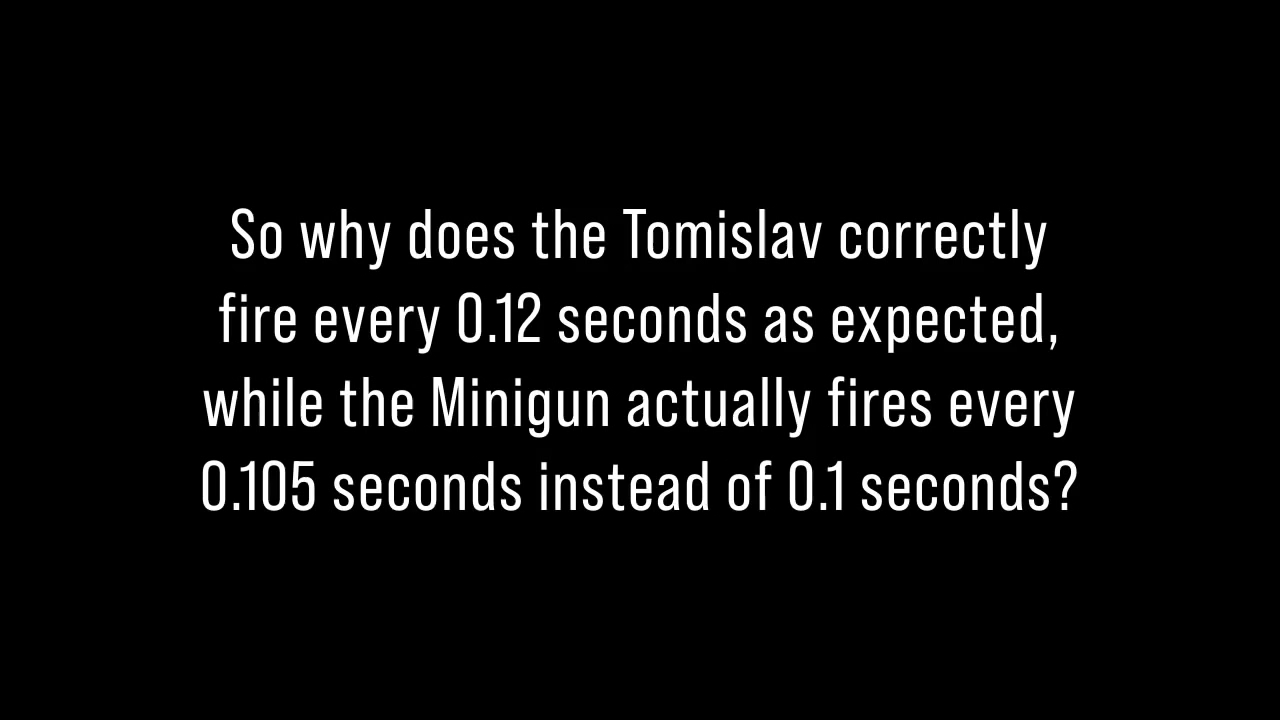 So why does the Tomislav correctly
fire every 0.12 seconds as expected,
while the Minigun actually fires every
0.105 seconds instead of 0.1 seconds?